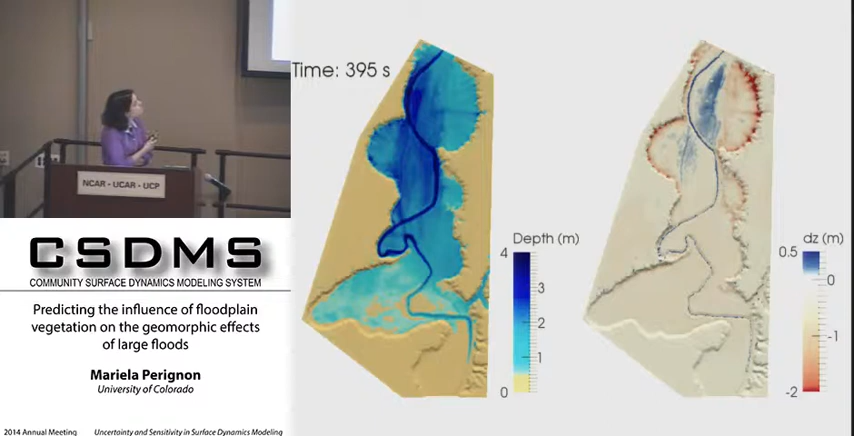 Time: 395 s
NCAR - UCAR - UCP
CSDMS
COMMUNITY SURFACE DYNAMICS MODELING SYSTEM
Predicting the influence of floodplain
vegetation on the geomorphic effects
of large floods
Mariela Perignon
University of Colorado
2014 Annual Meeting
Uncertainty and Sensitivity in Surface Dynamics Modeling
Depth (m)
4
3
2
1
0
dz (m)
0.5
0
-1
-2